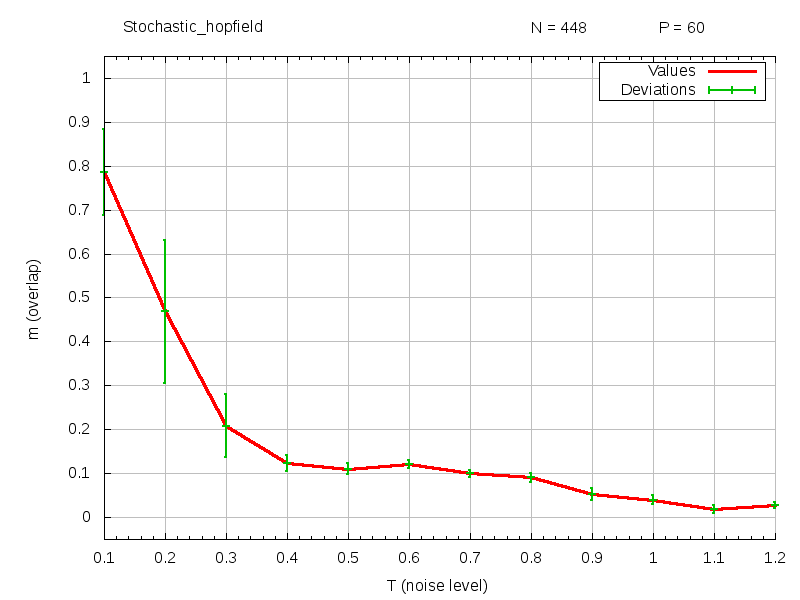 Stochastic_hopfield N = 448 P = 60
Values
Deviations
1
0.9
0.8
0.7
0.6
0.5
0.4
0.3
0.2
0.1
0
m (overlap)
0.1 0.2 0.3 0.4 0.5 0.6 0.7 0.8 0.9 1 1.1 1.2
T (noise level)